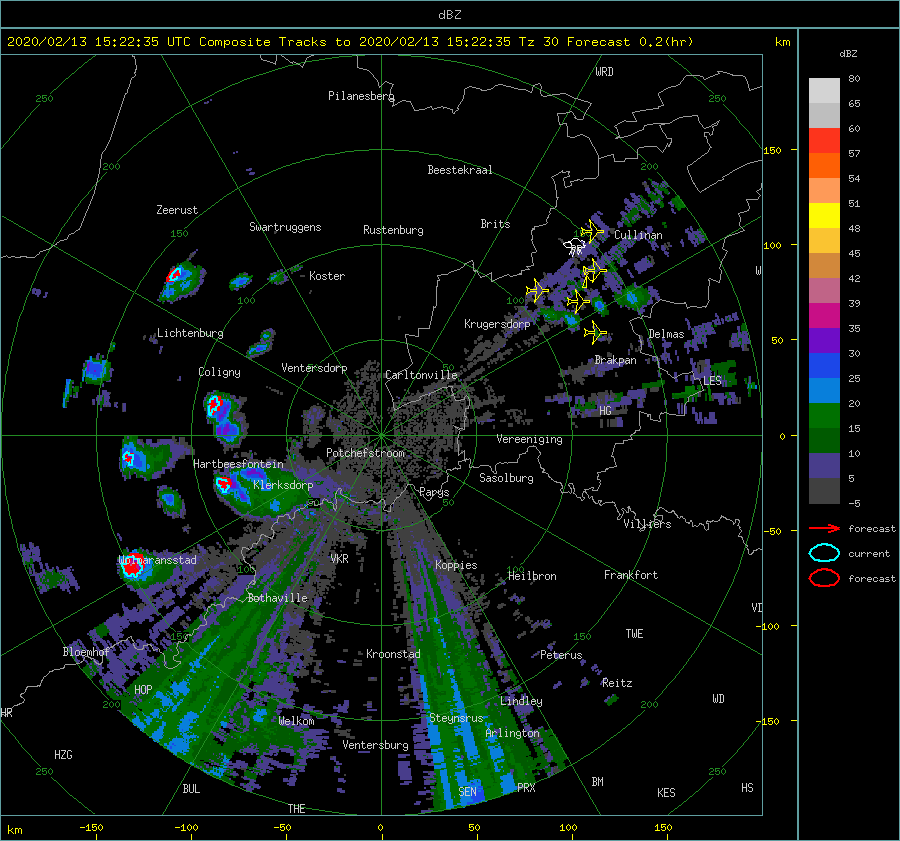 dBZ
2020/02/13 15:22:35 UTC Composite Tracks to 2020/02/13 15:22:35 Tz 30 Forecast 0.2(hr)
km
dBZ
80
65
60
57
54
51
48
45
42
39
35
30
25
20
15
10
5
-5
forecast
current
forecast
WRD
250
Pilanesberg
250
150
200
Beestekraal
200
Zeerust
150
Swartruggens
Rustenburg
Brits
Cullinan
100
W
Koster
100
100
Krugersdorp
Lichtenburg
Delmas
50
Brakpan
Coligny
Ventersdorp
Carltonville
LES
HG
0
Vereeniging
Potchefstroom
Hartbeesfontein
Sasolburg
Klerksdorp
Parys
50
50
Villiers
-50
Wolmaransstad
VKR
Koppies
100
100
Heilbron
Frankfort
Bothaville
VI
-100
150
150
TWE
Bloemhof
Kroonstad
Peterus
Reitz
HOP
WD
200
Lindley
200
HR
Welkom
Steynsrus
-150
Arlington
Ventersburg
HZG
250
250
BUL
SEN
PRX
BM
KES
HS
THE
km
-150
-100
-50
0
50
100
150